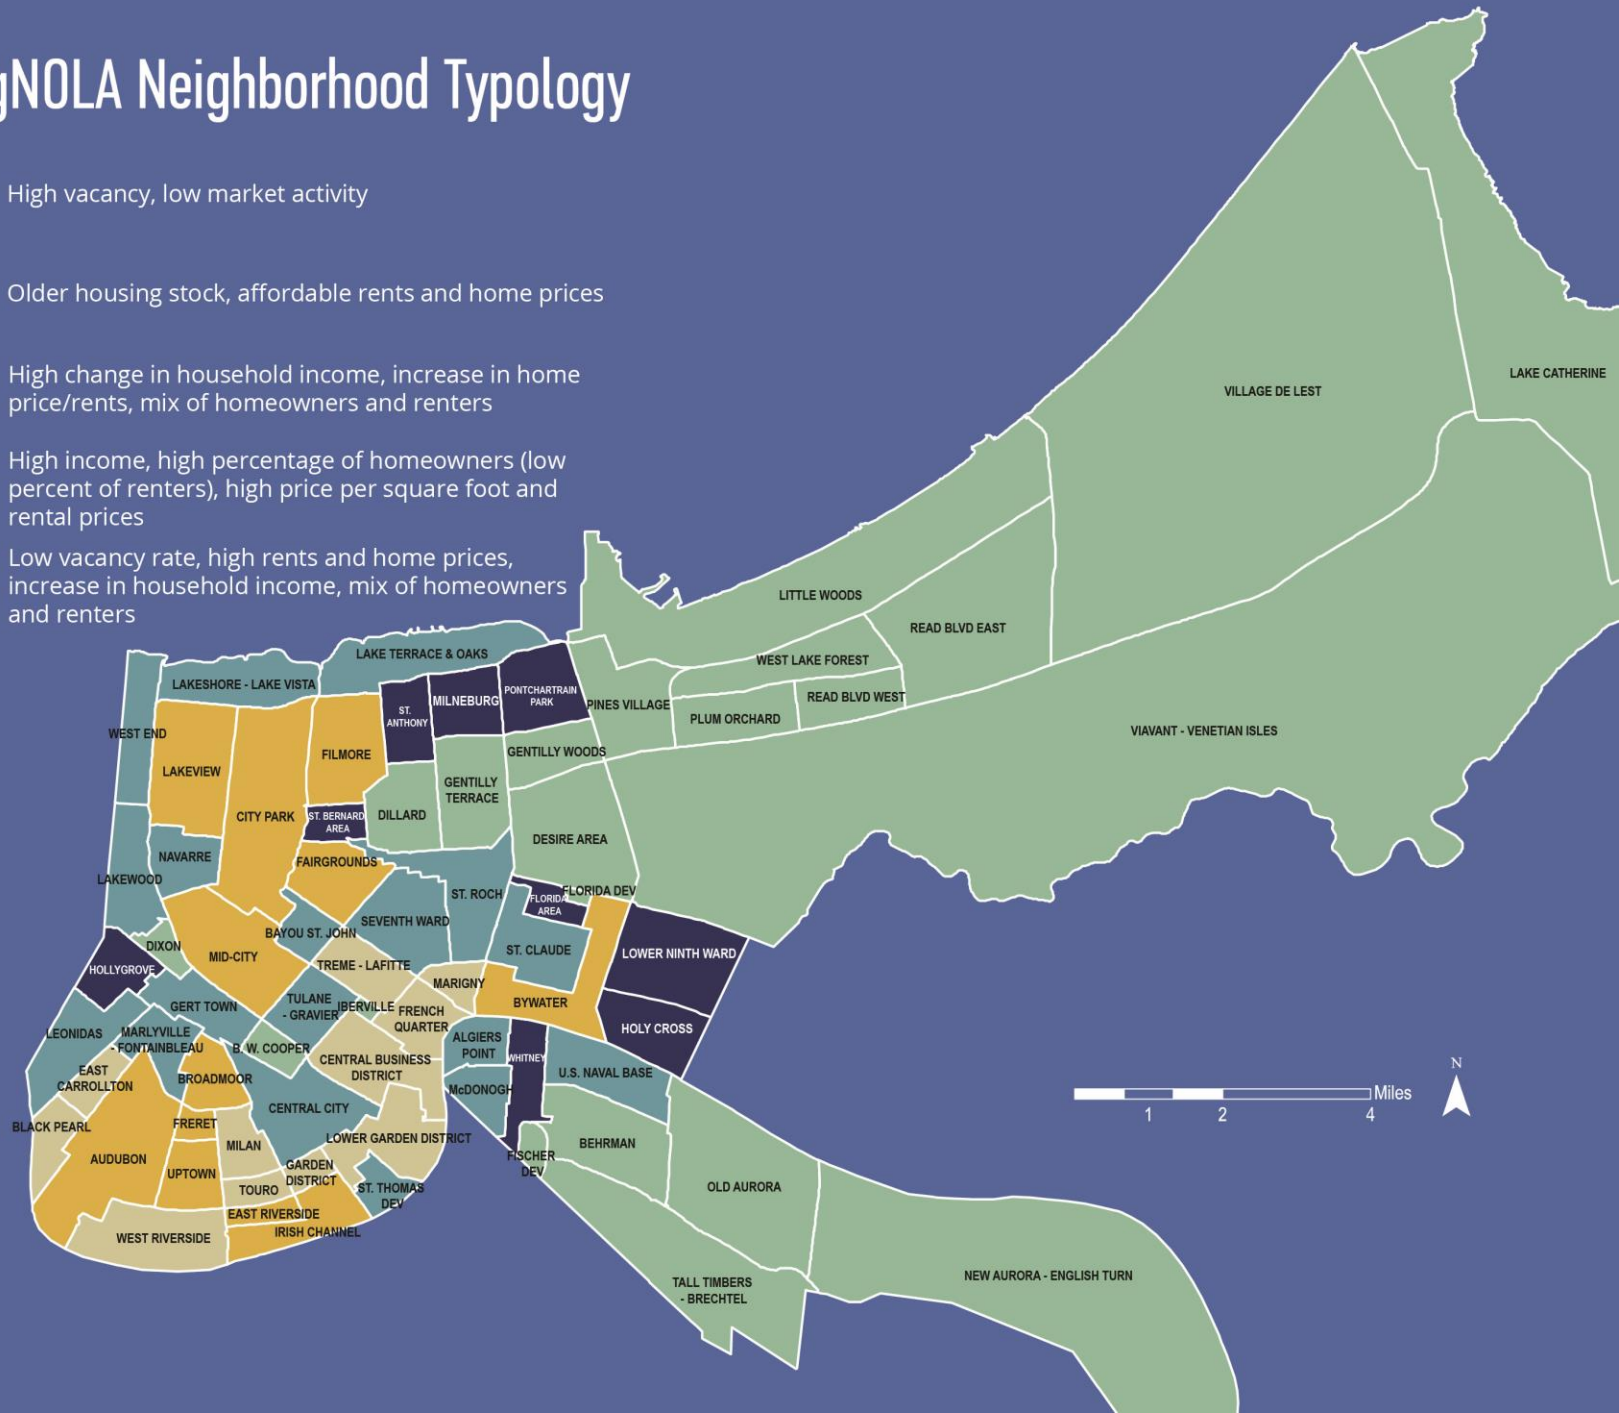 gNOLA Neighborhood Typology
High vacancy, low market activity
Older housing stock, affordable rents and home prices
High change in household income, increase in home
price/rents, mix of homeowners and renters
High income, high percentage of homeowners (low
percent of renters), high price per square foot and
rental prices
Low vacancy rate, high rents and home prices,
increase in household income, mix of homeowners
and renters
LAKE CATHERINE
VILLAGE DE LEST
LITTLE WOODS
READ BLVD EAST
WEST LAKE FOREST
READ BLVD WEST
PLUM ORCHARD
PINES VILLAGE
VIAVANT - VENETIAN ISLES
LAKE TERRACE & OAKS
LAKESHORE - LAKE VISTA
PONTCHARTRAIN
PARK
MILNEBURG
ST.
ANTHONY
WEST END
LAKEVIEW
FILMORE
GENTILLY WOODS
GENTILLY
TERRACE
CITY PARK
ST. BERNARD
AREA
DILLARD
DESIRE AREA
NAVARRE
FAIRGROUNDS
LAKEWOOD
ST. ROCH
FLORIDA DEV
FLORIDA
AREA
SEVENTH WARD
BAYOU ST. JOHN
DIXON
MID-CITY
ST. CLAUDE
LOWER NINTH WARD
HOLLYGROVE
TREME - LAFITTE
MARIGNY
BYWATER
GERT TOWN
TULANE
- GRAVIER
IBERVILLE
FRENCH
QUARTER
HOLY CROSS
LEONIDAS
MARLYVILLE
- FONTAINBLEAU
B. W. COOPER
ALGIERS
POINT
WHITNEY
CENTRAL BUSINESS
DISTRICT
U.S. NAVAL BASE
EAST
CARROLLTON
BROADMOOR
McDONOGH
CENTRAL CITY
BLACK PEARL
FRERET
MILAN
LOWER GARDEN DISTRICT
BEHRMAN
AUDUBON
UPTOWN
GARDEN
DISTRICT
FISCHER
DEV
TOURO
ST. THOMAS
DEV
OLD AURORA
EAST RIVERSIDE
IRISH CHANNEL
WEST RIVERSIDE
TALL TIMBERS
- BRECHTEL
NEW AURORA - ENGLISH TURN
N
Miles
1 2 4